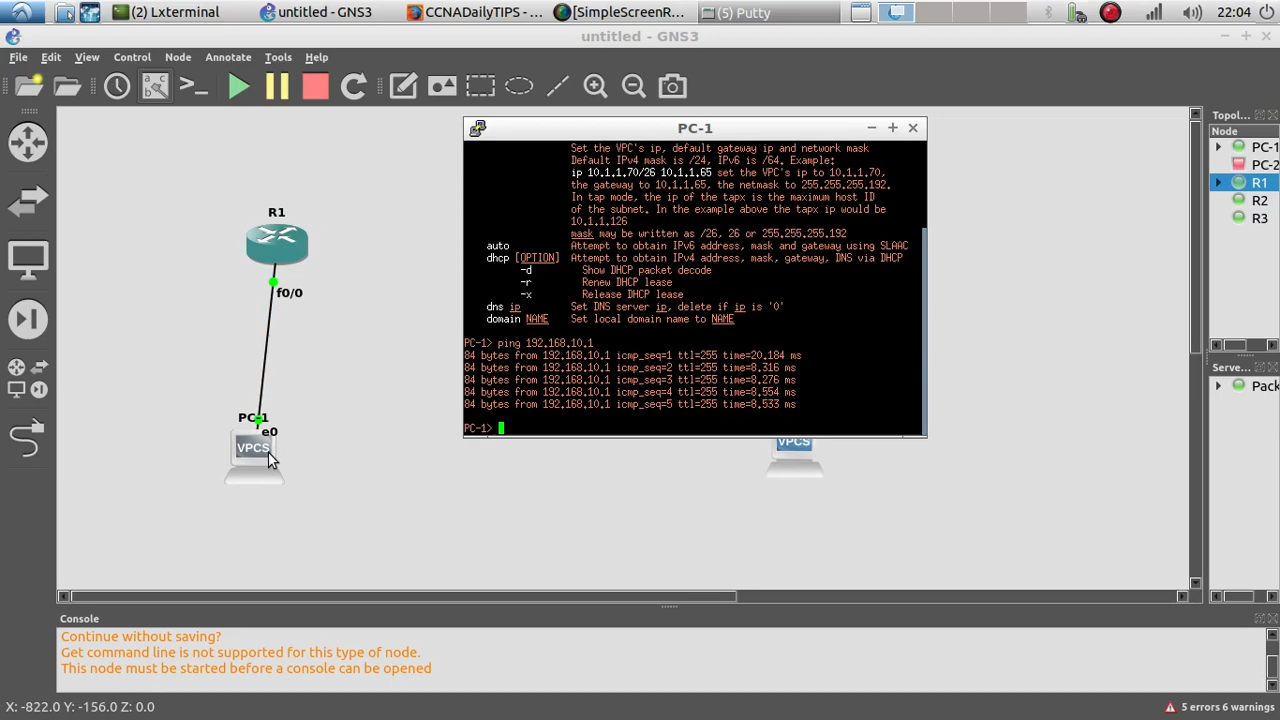 (2) Lxterminal
untitled - GNS3
CCNADailyTIPS - ...
[SimpleScreenR...
(5) Putty
22:04
untitled - GNS3
File Edit View Control Node Annotate Tools Help
PC-1
Set the VPC's ip, default gateway ip and network mask
Default IPv4 mask is /24, IPv6 is /64. Example:
ip 10.1.1.70/26 10.1.1.65 set the VPC's ip to 10.1.1.70,
the gateway to 10.1.1.65, the netmask to 255.255.255.192.
In tap mode, the ip of the tapx is the maximum host ID
of the subnet. In the example above the tapx ip would be
10.1.1.126
mask may be written as /26, 26 or 255.255.255.192
auto Attempt to obtain IPv6 address, mask and gateway using SLAAC
dhcp [OPTION] Attempt to obtain IPv4 address, mask, gateway, DNS via DHCP
-d Show DHCP packet decode
-r Renew DHCP lease
-x Release DHCP lease
dns ip Set DNS server ip, delete if ip is '0'
domain NAME Set local domain name to NAME
PC-1> ping 192.168.10.1
84 bytes from 192.168.10.1 icmp_seq=1 ttl=255 time=20.184 ms
84 bytes from 192.168.10.1 icmp_seq=2 ttl=255 time=8.316 ms
84 bytes from 192.168.10.1 icmp_seq=3 ttl=255 time=8.276 ms
84 bytes from 192.168.10.1 icmp_seq=4 ttl=255 time=8.554 ms
84 bytes from 192.168.10.1 icmp_seq=5 ttl=255 time=8.533 ms
PC-1>
R1
f0/0
PC-1
e0
VPCS
VPCS
Topol...
Node
PC-1
PC-2
R1
R2
R3
Serve...
Pack
Console
Continue without saving?
Get command line is not supported for this type of node.
This node must be started before a console can be opened
X: -822.0 Y: -156.0 Z: 0.0
5 errors 6 warnings